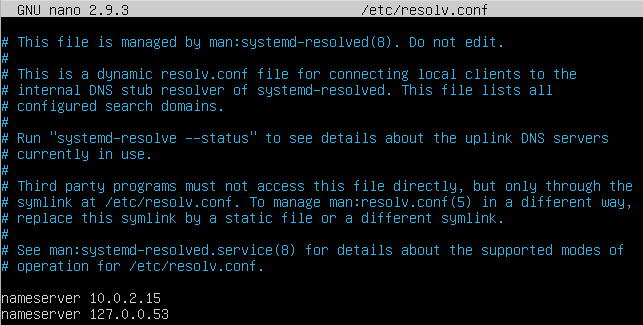 GNU nano 2.9.3 /etc/resolv.conf
# This file is managed by man:systemd-resolved(8). Do not edit.
#
# This is a dynamic resolv.conf file for connecting local clients to the
# internal DNS stub resolver of systemd-resolved. This file lists all
# configured search domains.
#
# Run "systemd-resolve --status" to see details about the uplink DNS servers
# currently in use.
#
# Third party programs must not access this file directly, but only through the
# symlink at /etc/resolv.conf. To manage man:resolv.conf(5) in a different way,
# replace this symlink by a static file or a different symlink.
#
# See man:systemd-resolved.service(8) for details about the supported modes of
# operation for /etc/resolv.conf.
nameserver 10.0.2.15
nameserver 127.0.0.53